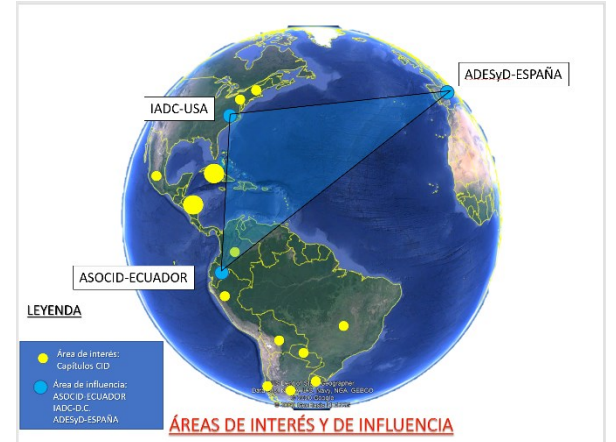 ADESyD-ESPAÑA
IADC-USA
ASOCID-ECUADOR
LEYENDA
Área de interés:
Capítulos CID
Área de influencia:
ASOCID-ECUADOR
IADC-D.C.
ADESyD-ESPAÑA
ÁREAS DE INTERÉS Y DE INFLUENCIA